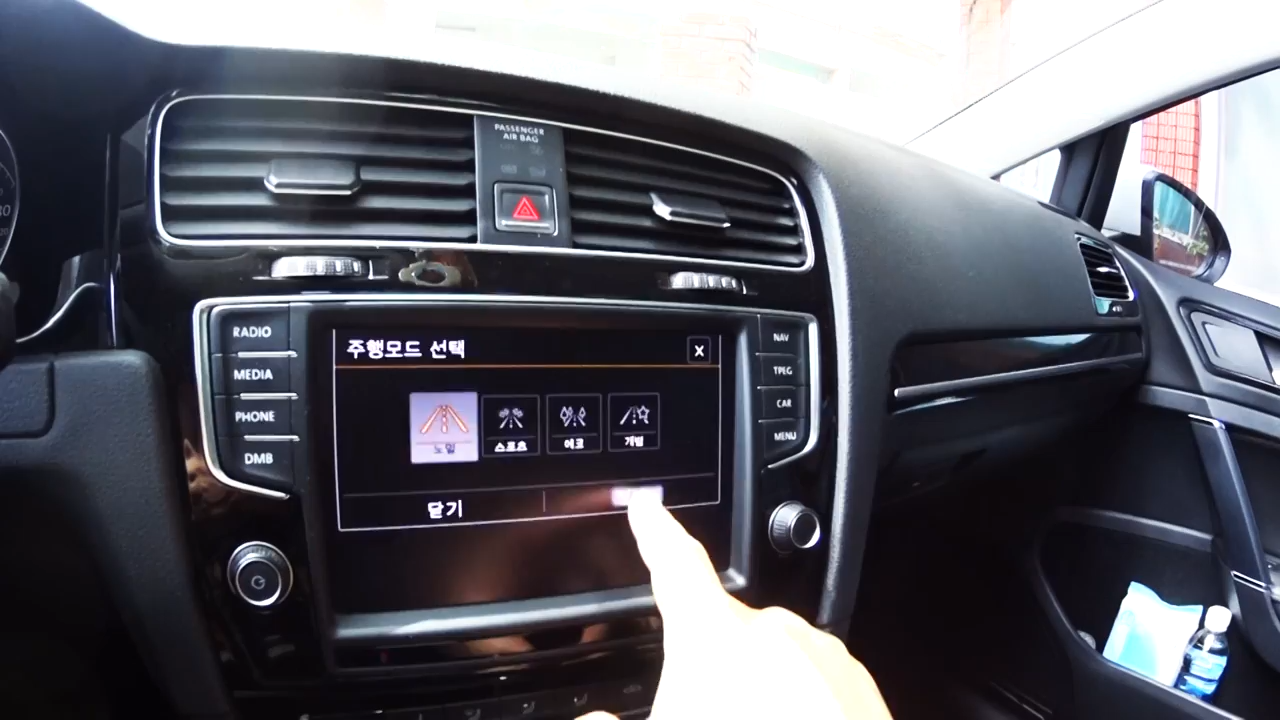 PASSENGER
AIR BAG
RADIO
MEDIA
PHONE
DMB
주행모드 선택
X
노멀
스포츠
에코
개별
닫기
NAV
TPEG
CAR
MENU